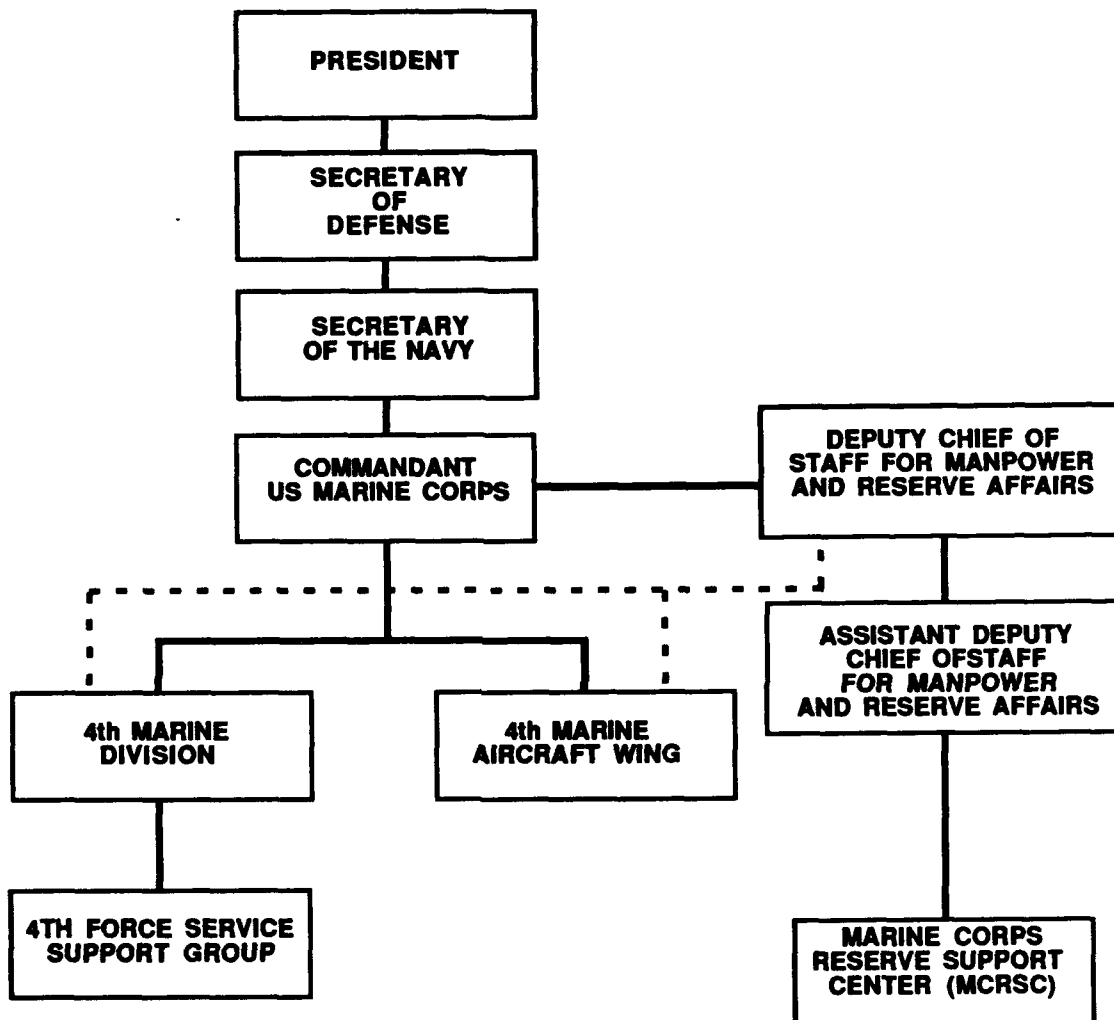 PRESIDENT
SECRETARY
OF
DEFENSE
SECRETARY
OF THE NAVY
COMMANDANT
US MARINE CORPS
DEPUTY CHIEF OF
STAFF FOR MANPOWER
AND RESERVE AFFAIRS
ASSISTANT DEPUTY
CHIEF OFSTAFF
FOR MANPOWER
AND RESERVE AFFAIRS
4th MARINE
DIVISION
4th MARINE
AIRCRAFT WING
4TH FORCE SERVICE
SUPPORT GROUP
MARINE CORPS
RESERVE SUPPORT
CENTER (MCRSC)